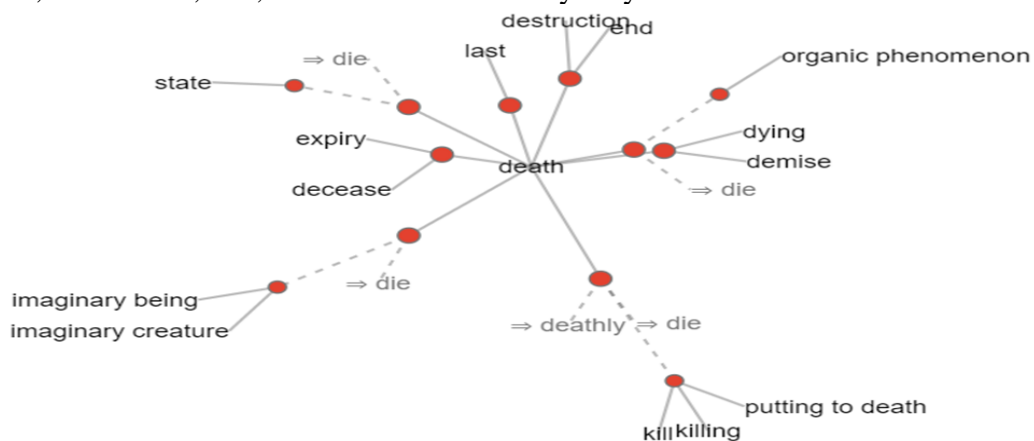 destruction
end
last
⇒ die
organic phenomenon
state
dying
expiry
demise
death
decease
⇒ die
⇒ die
imaginary being
⇒ deathly
⇒ die
imaginary creature
putting to death
kill
killing